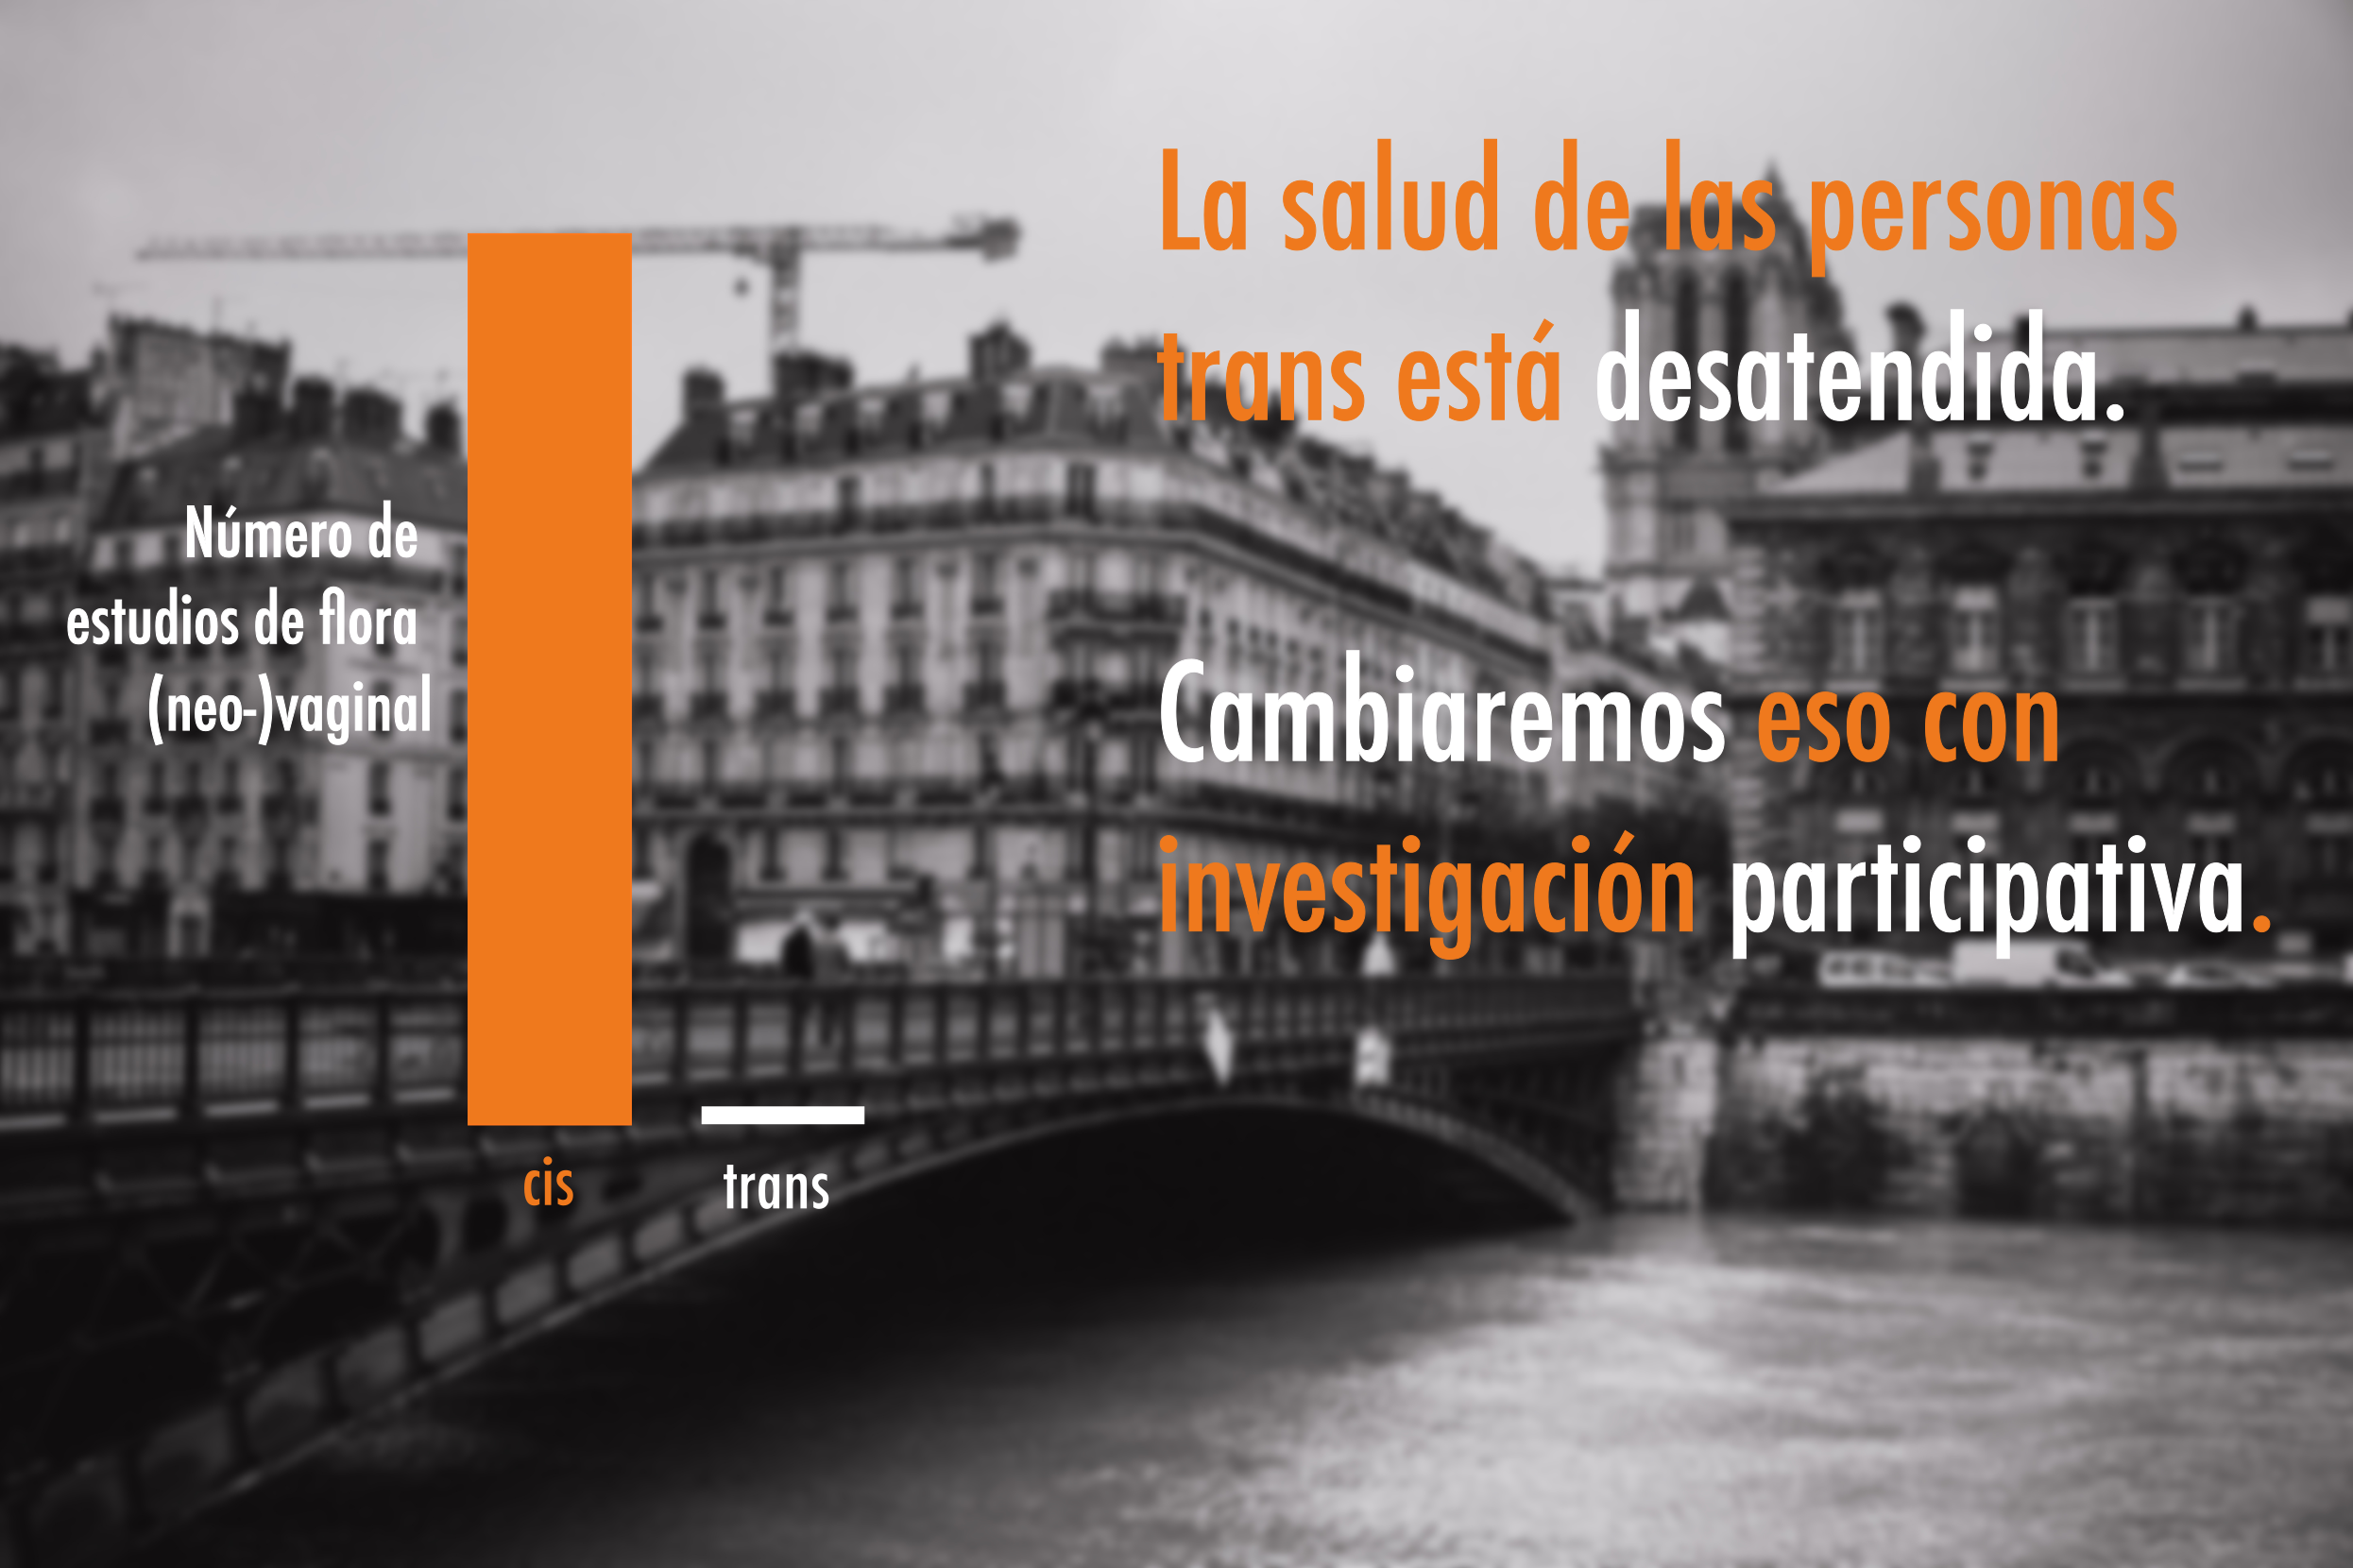 La salud de las personas
trans está desatendida.
Cambiaremos eso con
investigación participativa.
Número de
estudios de flora
(neo-)vaginal
cis
trans